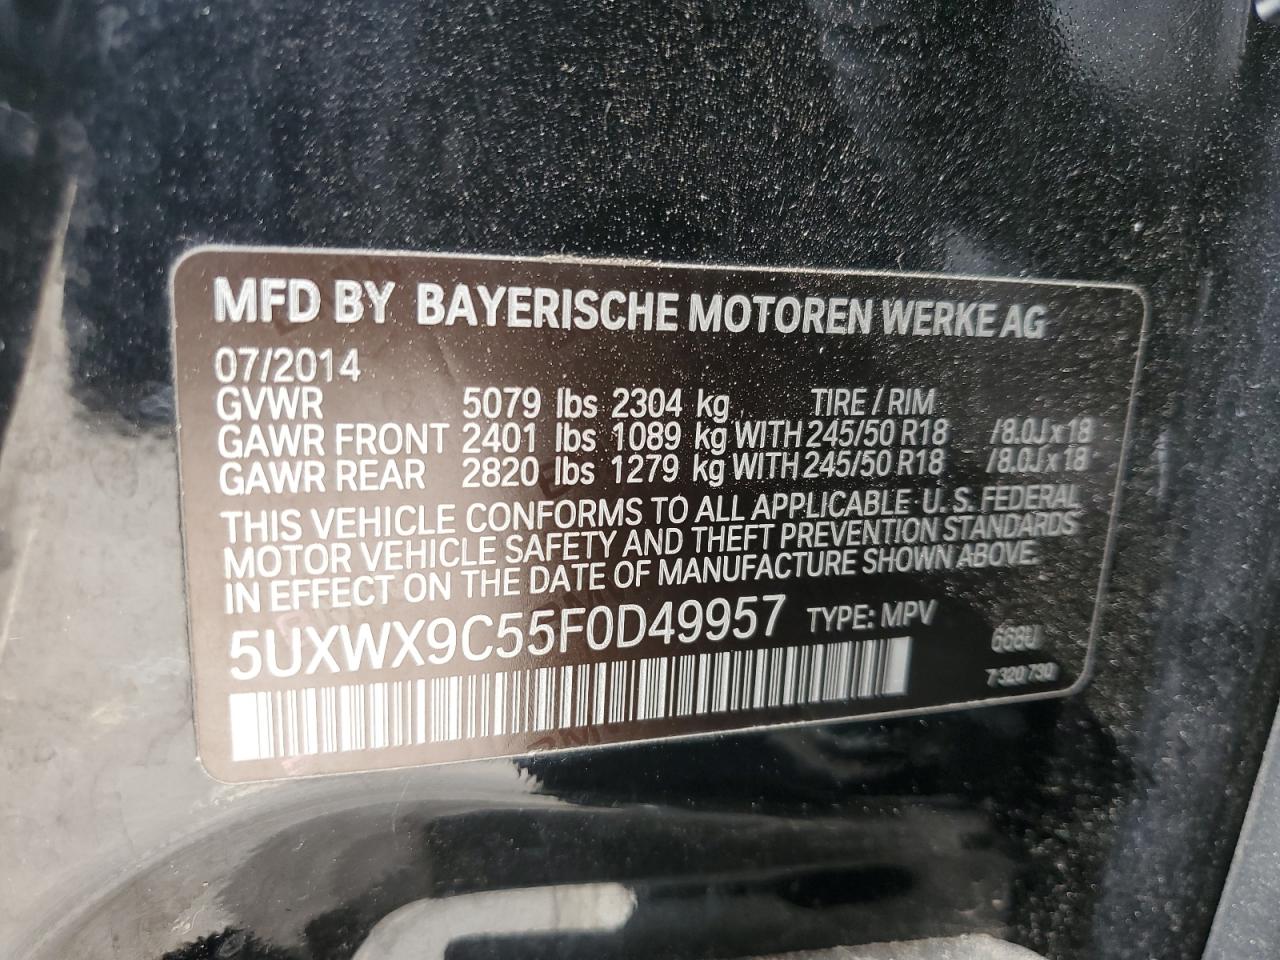 MFD BY BAYERISCHE MOTOREN WERKE AG
07/2014
GVWR 5079 lbs 2304 kg TIRE / RIM
GAWR FRONT 2401 lbs 1089 kg WITH 245/50 R18 /8.0J x 18
GAWR REAR 2820 lbs 1279 kg WITH 245/50 R18 /8.0J x 18
THIS VEHICLE CONFORMS TO ALL APPLICABLE U.S. FEDERAL
MOTOR VEHICLE SAFETY AND THEFT PREVENTION STANDARDS
IN EFFECT ON THE DATE OF MANUFACTURE SHOWN ABOVE.
5UXWX9C55F0D49957 TYPE: MPV
668U
7 320 730